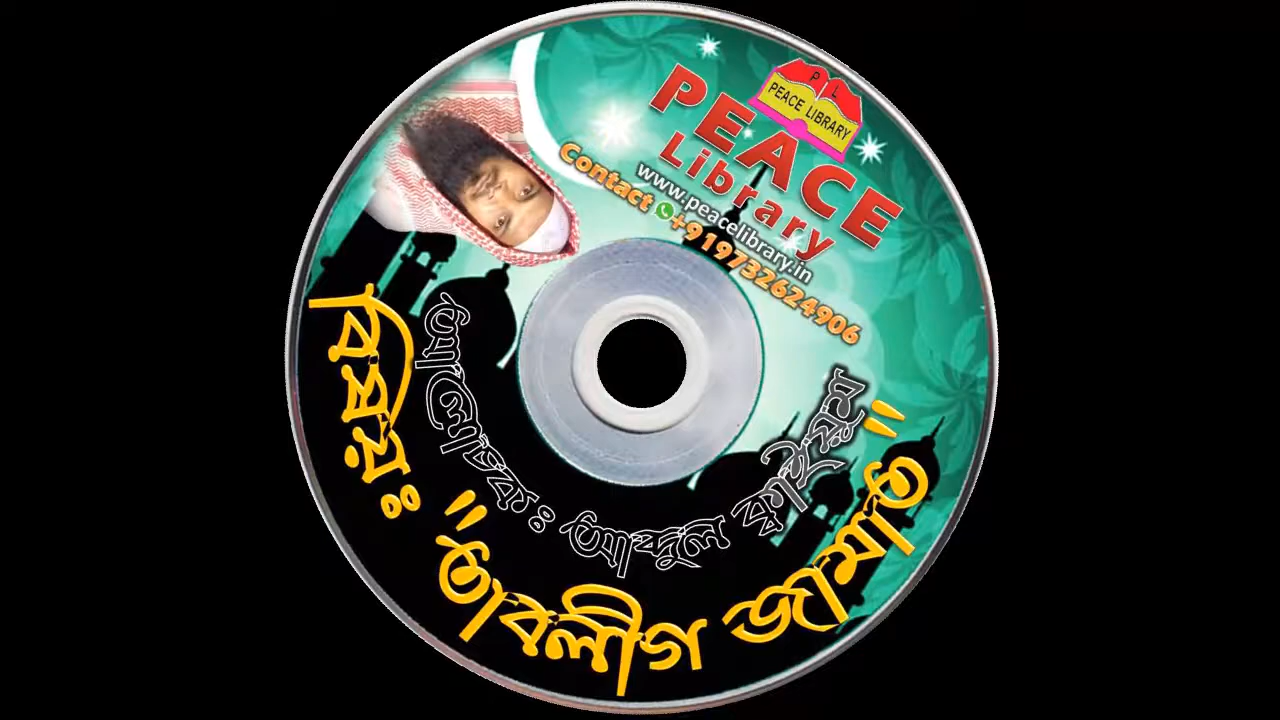 P L
PEACE LIBRARY
PEACE
Library
www.peacelibrary.in
Contact +919732624906
বিষয়ঃ "তাবলীগ জামাত"
আলোচকঃ আব্দুল কাইয়ুম